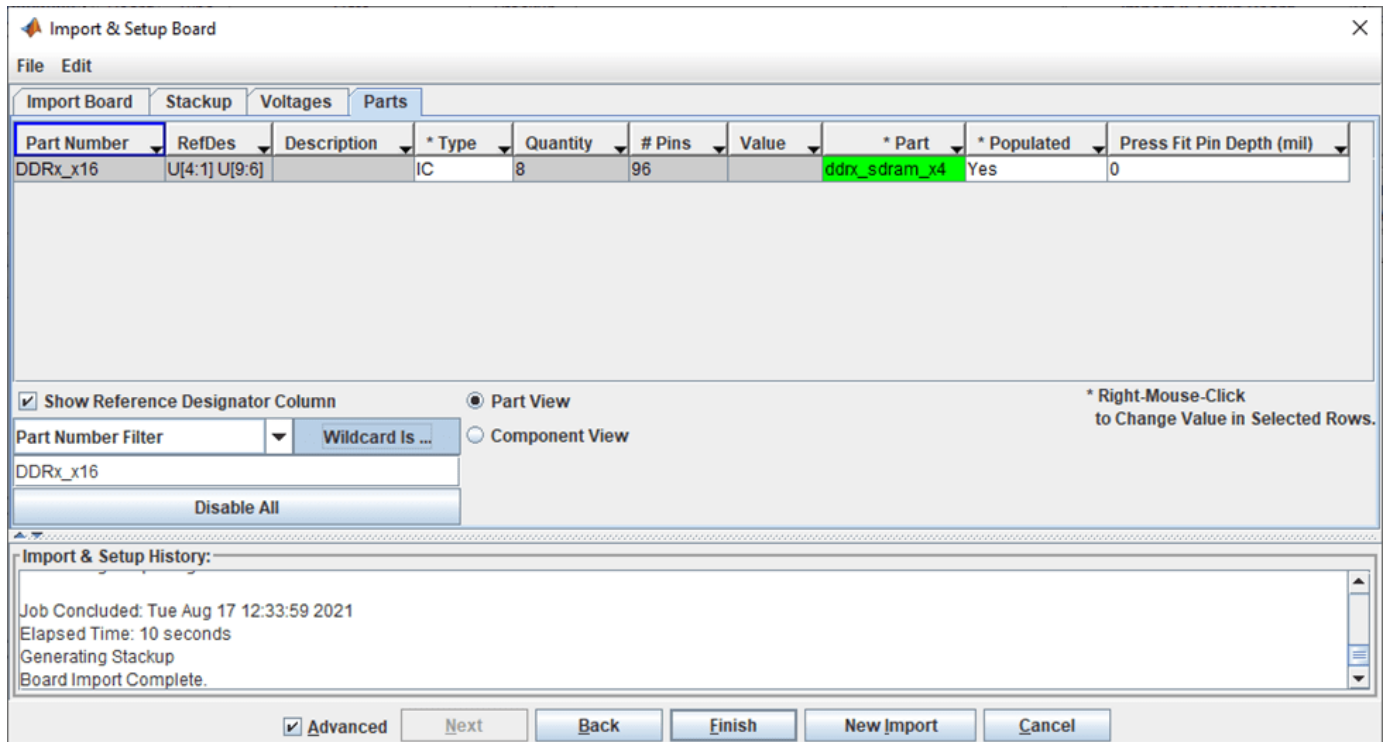 Import & Setup Board
File Edit
Import Board Stackup Voltages Parts
Part Number RefDes Description * Type Quantity # Pins Value * Part * Populated Press Fit Pin Depth (mil)
DDRx_x16 U[4:1] U[9:6] IC 8 96 ddrx_sdram_x4 Yes 0
Show Reference Designator Column Part View * Right-Mouse-Click
to Change Value in Selected Rows.
Part Number Filter Wildcard Is ... Component View
DDRx_x16
Disable All
Import & Setup History:
Job Concluded: Tue Aug 17 12:33:59 2021
Elapsed Time: 10 seconds
Generating Stackup
Board Import Complete.
Advanced Next Back Finish New Import Cancel